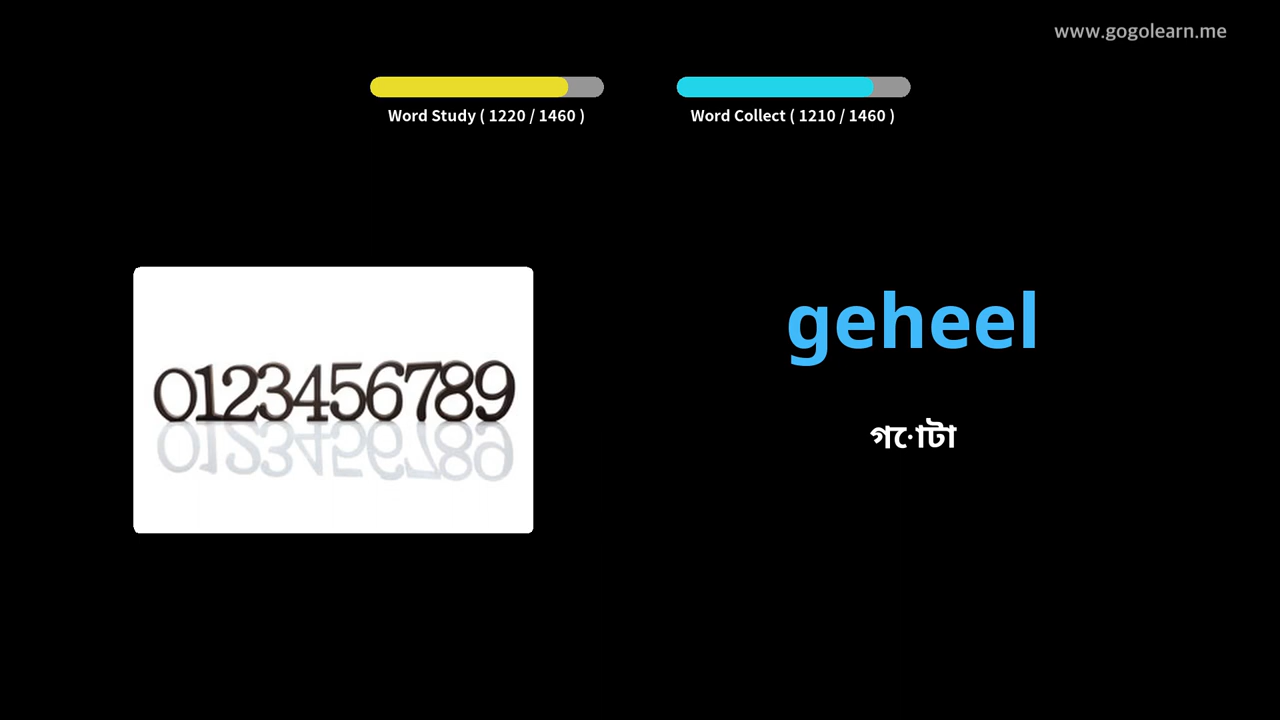 www.gogolearn.me
Word Study ( 1220 / 1460 )
Word Collect ( 1210 / 1460 )
geheel
0123456789
গোটা